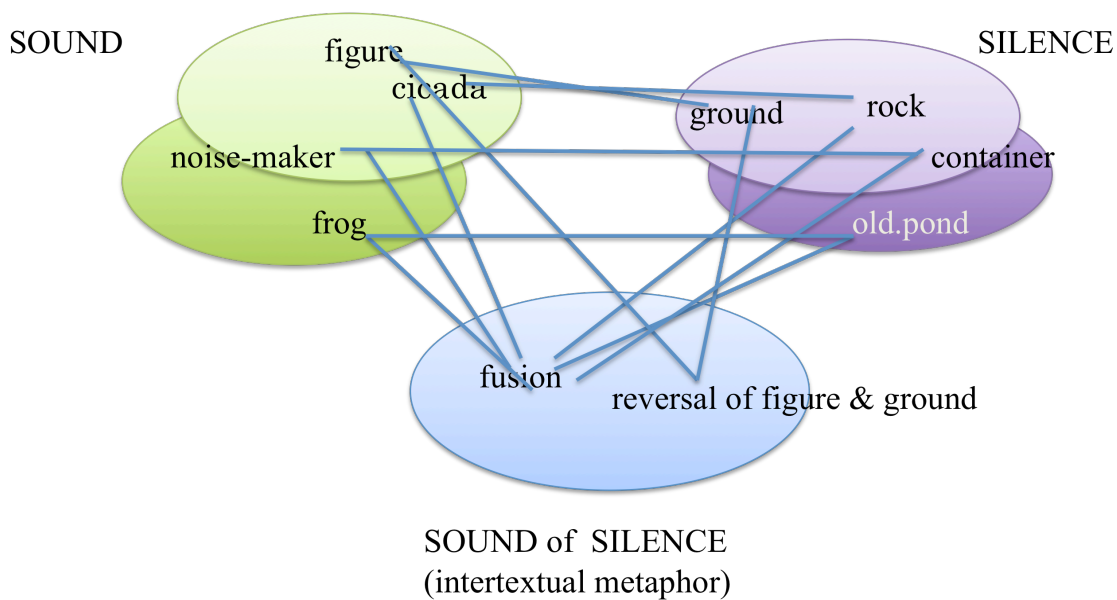 SOUND
SILENCE
figure
cicada
rock
ground
noise-maker
container
frog
old.pond
fusion
reversal of figure & ground
SOUND of SILENCE
(intertextual metaphor)